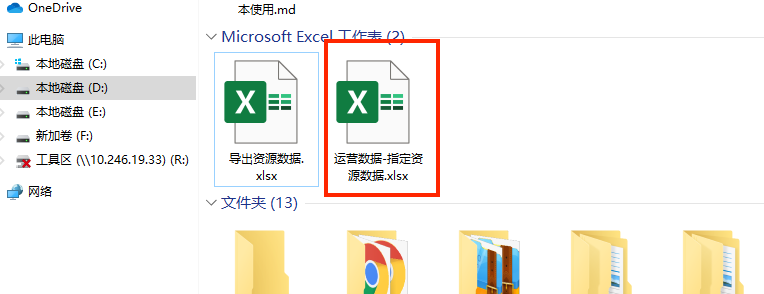 OneDrive
此电脑
本地磁盘 (C:)
本地磁盘 (D:)
本地磁盘 (E:)
新加卷 (F:)
工具区 (\\10.246.19.33) (R:)
网络
本使用.md
Microsoft Excel 工作表 (2)
导出资源数据.
xlsx
运营数据-指定资
源数据.xlsx
文件夹 (13)